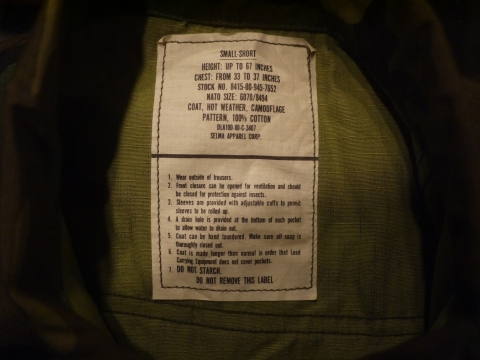 SMALL-SHORT
HEIGHT: UP TO 67 INCHES
CHEST: FROM 33 TO 37 INCHES
STOCK NO. 8415-00-945-7652
NATO SIZE: 6070/8494
COAT, HOT WEATHER, CAMOUFLAGE
PATTERN, 100% COTTON
DLA100-80-C-3407
SELMA APPAREL CORP.
1. Wear outside of trousers.
2. Front closure can be opened for ventilation and should
be closed for protection against insects.
3. Sleeves are provided with adjustable cuffs to permit
sleeves to be rolled up.
4. A drain hole is provided at the bottom of each pocket
to allow water to drain out.
5. Coat can be hand laundered. Make sure all soap is
thoroughly rinsed out.
6. Coat is made longer than normal in order that Load
Carrying Equipment does not cover pockets.
7. DO NOT STARCH.
DO NOT REMOVE THIS LABEL